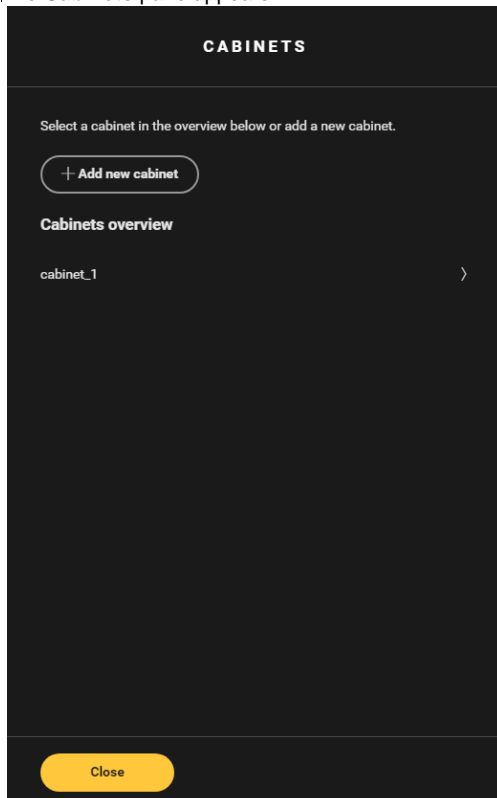 CABINETS
Select a cabinet in the overview below or add a new cabinet.
+ Add new cabinet
Cabinets overview
cabinet_1
Close